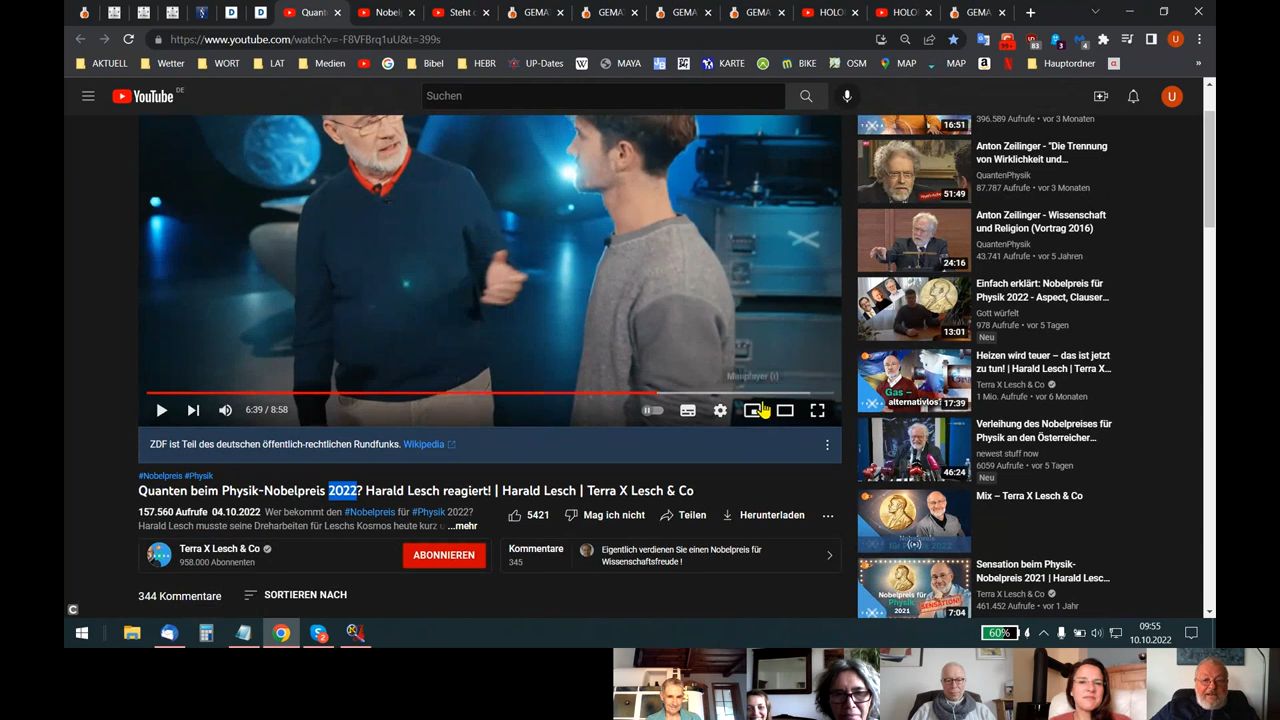 Quant
Nobel
Steht
GEMA
GEMA
GEMA
GEMA
HOLO
HOLO
GEMA
https://www.youtube.com/watch?v=-F8VFBrq1uU&t=399s
99+
83
3
4
U
AKTUELL
Wetter
WORT
LAT
Medien
Bibel
HEBR
UP-Dates
MAYA
KARTE
BIKE
OSM
MAP
MAP
Hauptordner
»
YouTube DE
Suchen
U
16:51
396.589 Aufrufe • vor 3 Monaten
Anton Zeilinger - "Die Trennung
von Wirklichkeit und...
QuantenPhysik
87.787 Aufrufe • vor 3 Monaten
51:49
Anton Zeilinger - Wissenschaft
und Religion (Vortrag 2016)
QuantenPhysik
43.741 Aufrufe • vor 5 Jahren
24:16
Einfach erklärt: Nobelpreis für
Physik 2022 - Aspect, Clauser...
Gott würfelt
978 Aufrufe • vor 5 Tagen
Neu
13:01
Heizen wird teuer – das ist jetzt
zu tun! | Harald Lesch | Terra X...
Terra X Lesch & Co
1 Mio. Aufrufe • vor 6 Monaten
Gas –
alternativlos
17:39
Verleihung des Nobelpreises für
Physik an den Österreicher...
newest stuff now
6059 Aufrufe • vor 5 Tagen
Neu
46:24
Mix – Terra X Lesch & Co
Sensation beim Physik-
Nobelpreis 2021 | Harald Lesc...
Terra X Lesch & Co
461.452 Aufrufe • vor 1 Jahr
Nobelpreis für
Physik
2021
SENSATION!
7:04
Miniplayer (i)
6:39 / 8:58
ZDF ist Teil des deutschen öffentlich-rechtlichen Rundfunks. Wikipedia
#Nobelpreis #Physik
Quanten beim Physik-Nobelpreis 2022? Harald Lesch reagiert! | Harald Lesch | Terra X Lesch & Co
157.560 Aufrufe 04.10.2022 Wer bekommt den #Nobelpreis für #Physik 2022?
Harald Lesch musste seine Dreharbeiten für Leschs Kosmos heute kurz u ...mehr
5421
Mag ich nicht
Teilen
Herunterladen
Terra X Lesch & Co
958.000 Abonnenten
ABONNIEREN
Kommentare
345
Eigentlich verdienen Sie einen Nobelpreis für
Wissenschaftsfreude !
344 Kommentare
SORTIEREN NACH
60%
09:55
10.10.2022